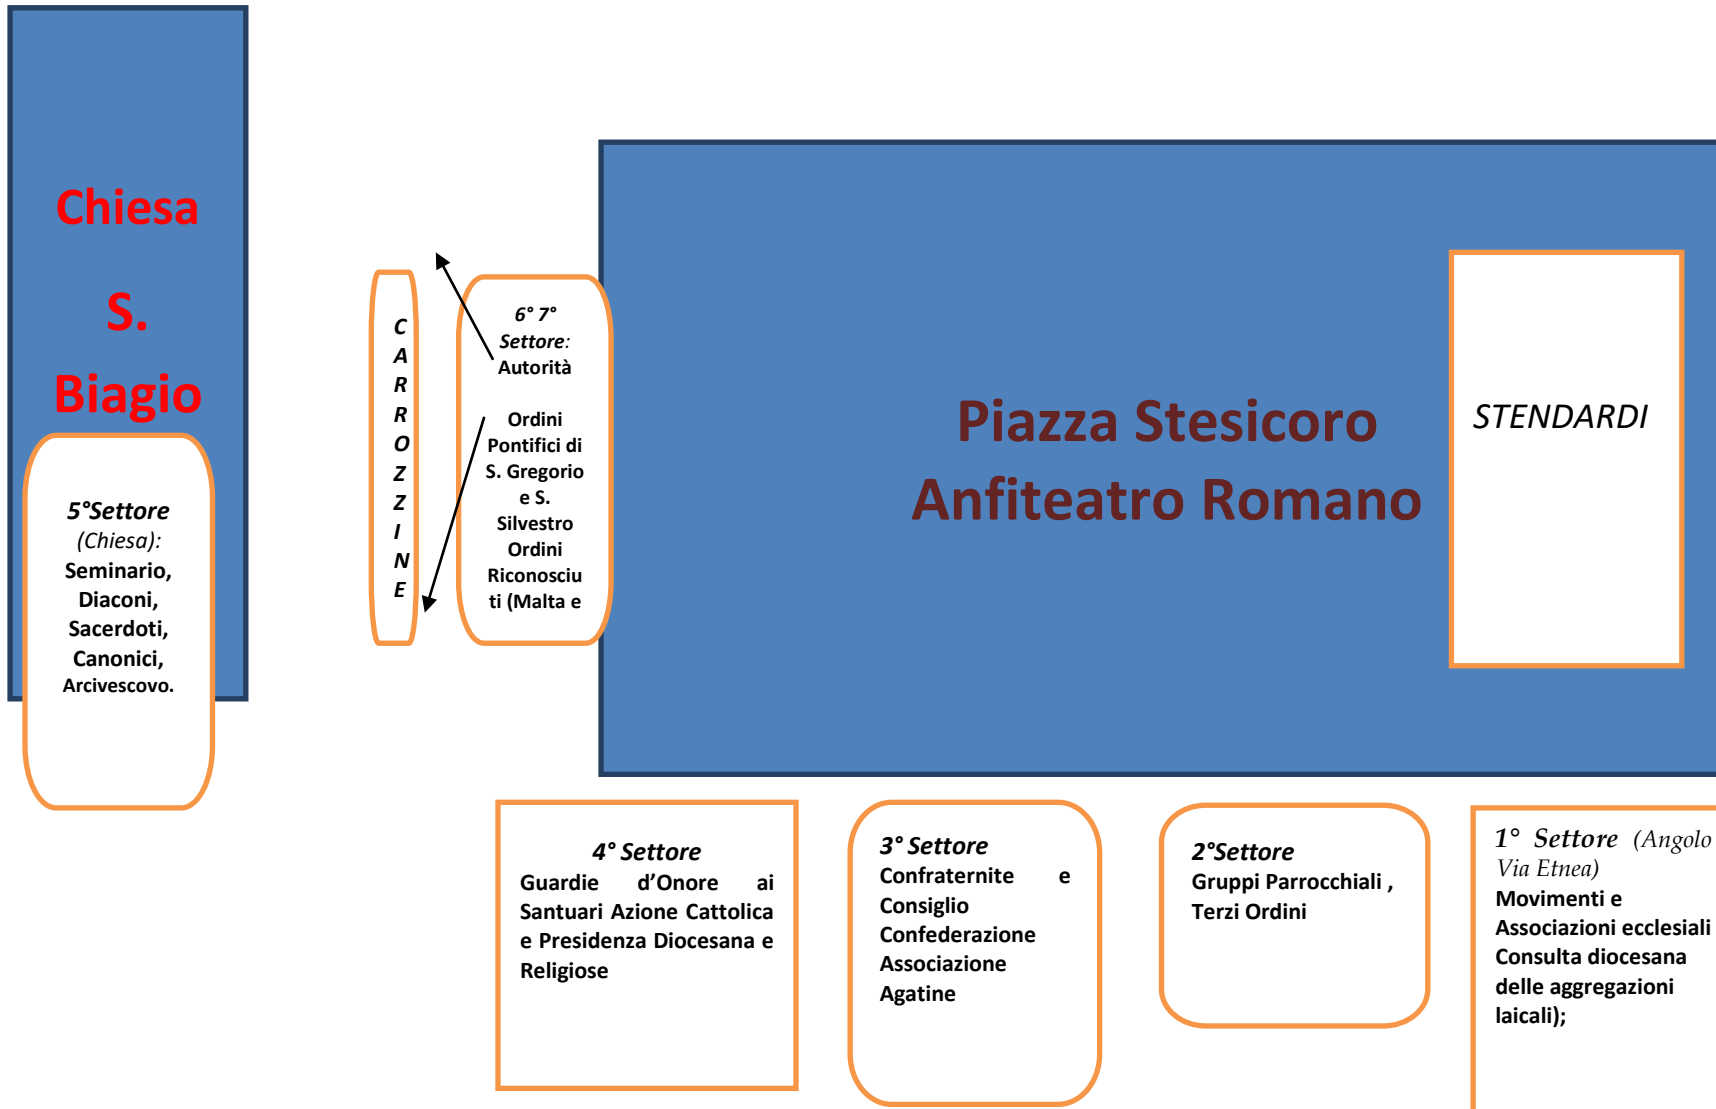 Chiesa
S.
Biagio
5°Settore
(Chiesa):
Seminario,
Diaconi,
Sacerdoti,
Canonici,
Arcivescovo.
C
A
R
R
O
Z
Z
I
N
E
6° 7°
Settore:
Autorità
Ordini
Pontifici di
S. Gregorio
e S.
Silvestro
Ordini
Riconosciu
ti (Malta e
Piazza Stesicoro
Anfiteatro Romano
STENDARDI
4° Settore
Guardie d’Onore ai
Santuari Azione Cattolica
e Presidenza Diocesana e
Religiose
3° Settore
Confraternite e
Consiglio
Confederazione
Associazione
Agatine
2°Settore
Gruppi Parrocchiali ,
Terzi Ordini
1° Settore (Angolo
Via Etnea)
Movimenti e
Associazioni ecclesiali
Consulta diocesana
delle aggregazioni
laicali);